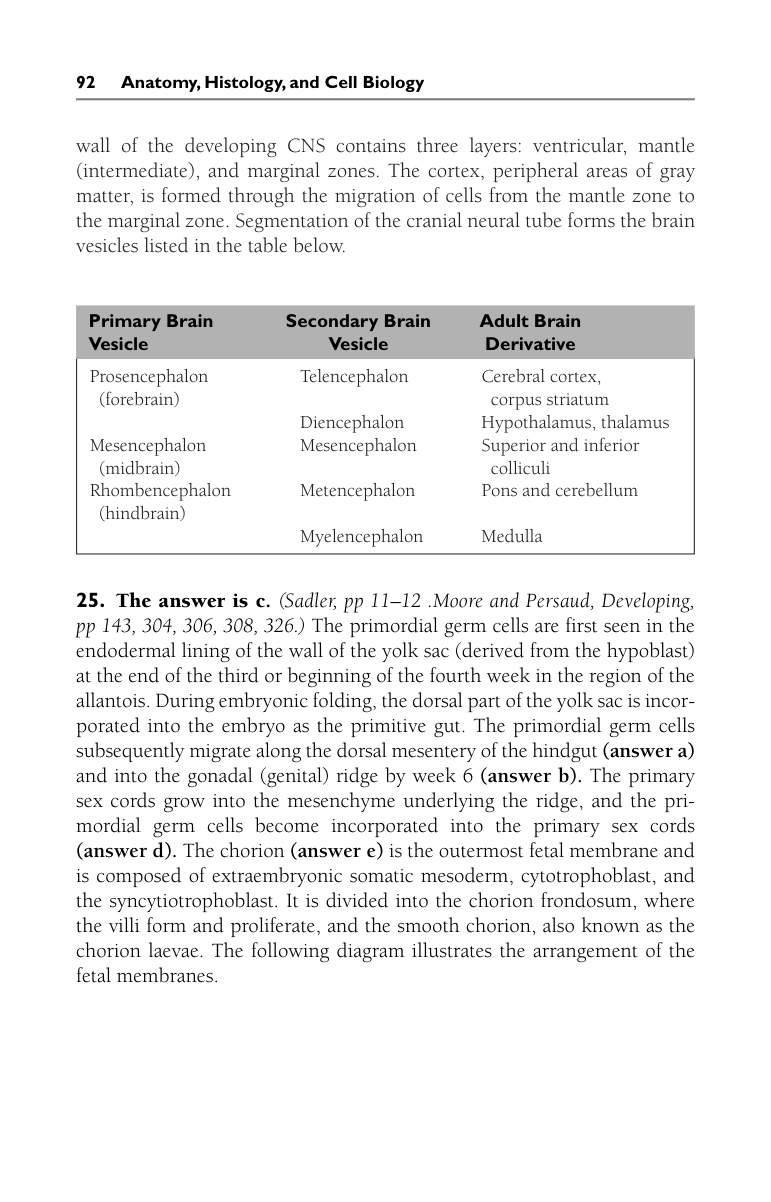 92 Anatomy, Histology, and Cell Biology
wall of the developing CNS contains three layers: ventricular, mantle
(intermediate), and marginal zones. The cortex, peripheral areas of gray
matter, is formed through the migration of cells from the mantle zone to
the marginal zone. Segmentation of the cranial neural tube forms the brain
vesicles listed in the table below.
Primary Brain Secondary Brain Adult Brain
Vesicle Vesicle Derivative
Prosencephalon Telencephalon Cerebral cortex,
(forebrain) corpus striatum
Diencephalon Hypothalamus, thalamus
Mesencephalon Mesencephalon Superior and inferior
(midbrain) colliculi
Rhombencephalon Metencephalon Pons and cerebellum
(hindbrain)
Myelencephalon Medulla
25. The answer is c. (Sadler, pp 11–12 .Moore and Persaud, Developing,
pp 143, 304, 306, 308, 326.) The primordial germ cells are first seen in the
endodermal lining of the wall of the yolk sac (derived from the hypoblast)
at the end of the third or beginning of the fourth week in the region of the
allantois. During embryonic folding, the dorsal part of the yolk sac is incor-
porated into the embryo as the primitive gut. The primordial germ cells
subsequently migrate along the dorsal mesentery of the hindgut (answer a)
and into the gonadal (genital) ridge by week 6 (answer b). The primary
sex cords grow into the mesenchyme underlying the ridge, and the pri-
mordial germ cells become incorporated into the primary sex cords
(answer d). The chorion (answer e) is the outermost fetal membrane and
is composed of extraembryonic somatic mesoderm, cytotrophoblast, and
the syncytiotrophoblast. It is divided into the chorion frondosum, where
the villi form and proliferate, and the smooth chorion, also known as the
chorion laevae. The following diagram illustrates the arrangement of the
fetal membranes.